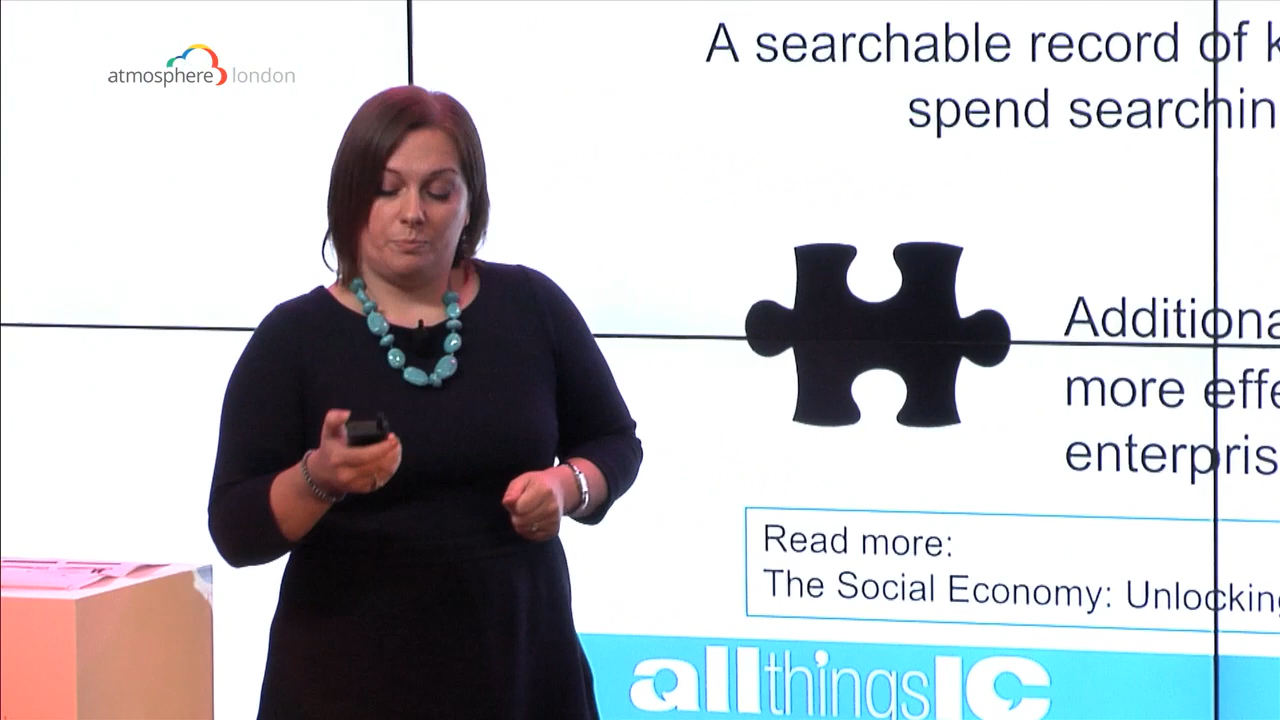 atmosphere london
A searchable record of k
spend searchin
Additiona
more effe
enterpris
Read more:
The Social Economy: Unlocking
allthingsIC